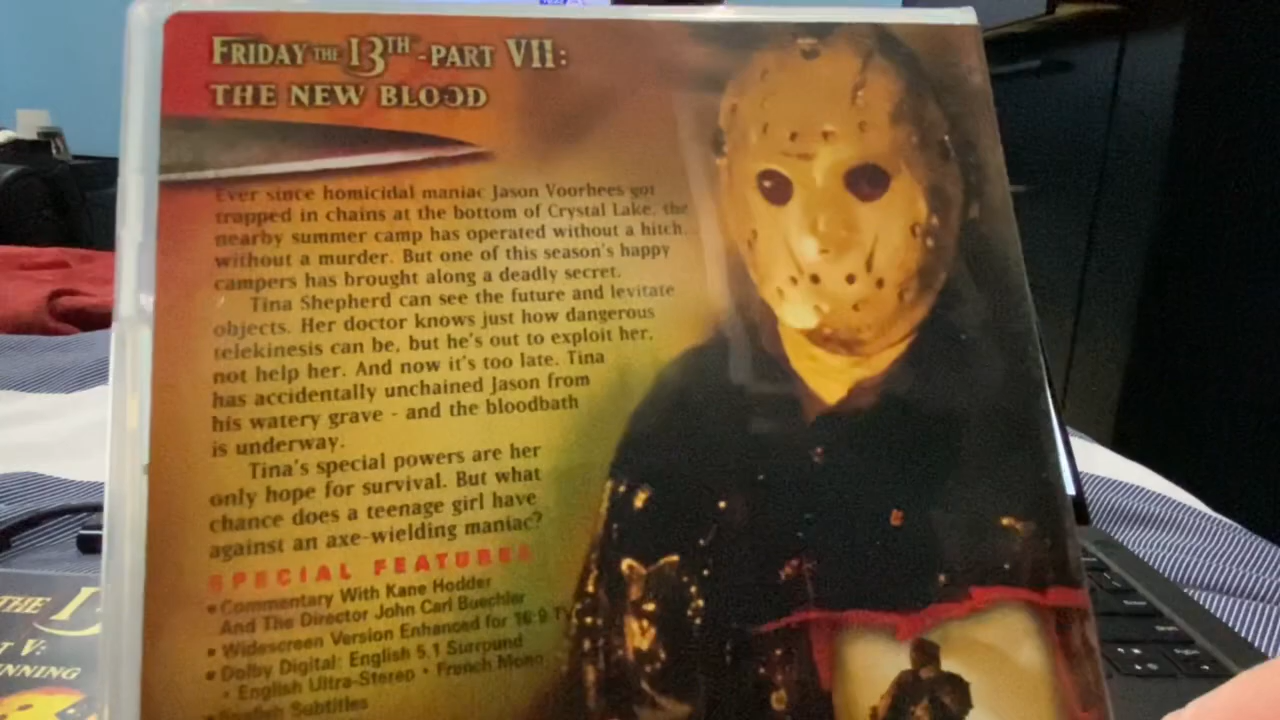 FRIDAY THE 13TH - PART VII:
THE NEW BLOOD
Ever since homicidal maniac Jason Voorhees got
trapped in chains at the bottom of Crystal Lake, the
nearby summer camp has operated without a hitch,
without a murder. But one of this season's happy
campers has brought along a deadly secret.
Tina Shepherd can see the future and levitate
objects. Her doctor knows just how dangerous
telekinesis can be, but he's out to exploit her,
not help her. And now it's too late. Tina
has accidentally unchained Jason from
his watery grave - and the bloodbath
is underway.
Tina's special powers are her
only hope for survival. But what
chance does a teenage girl have
against an axe-wielding maniac?
SPECIAL FEATURES
• Commentary With Kane Hodder
And The Director John Carl Buechler
• Widescreen Version Enhanced for 16:9 TV
• Dolby Digital: English 5.1 Surround
• English Ultra-Stereo • French Mono
• English Subtitles
THE 1
T V:
NNING